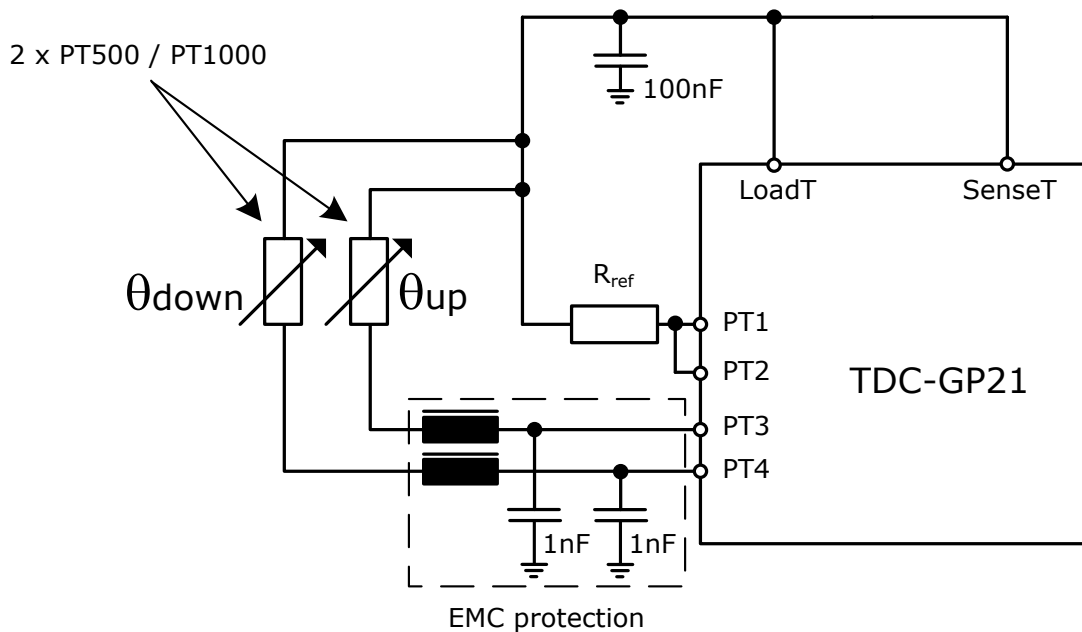 2 x PT500 / PT1000
100nF
LoadT
SenseT
θdown
θup
Rref
PT1
PT2
TDC-GP21
PT3
PT4
1nF
1nF
EMC protection